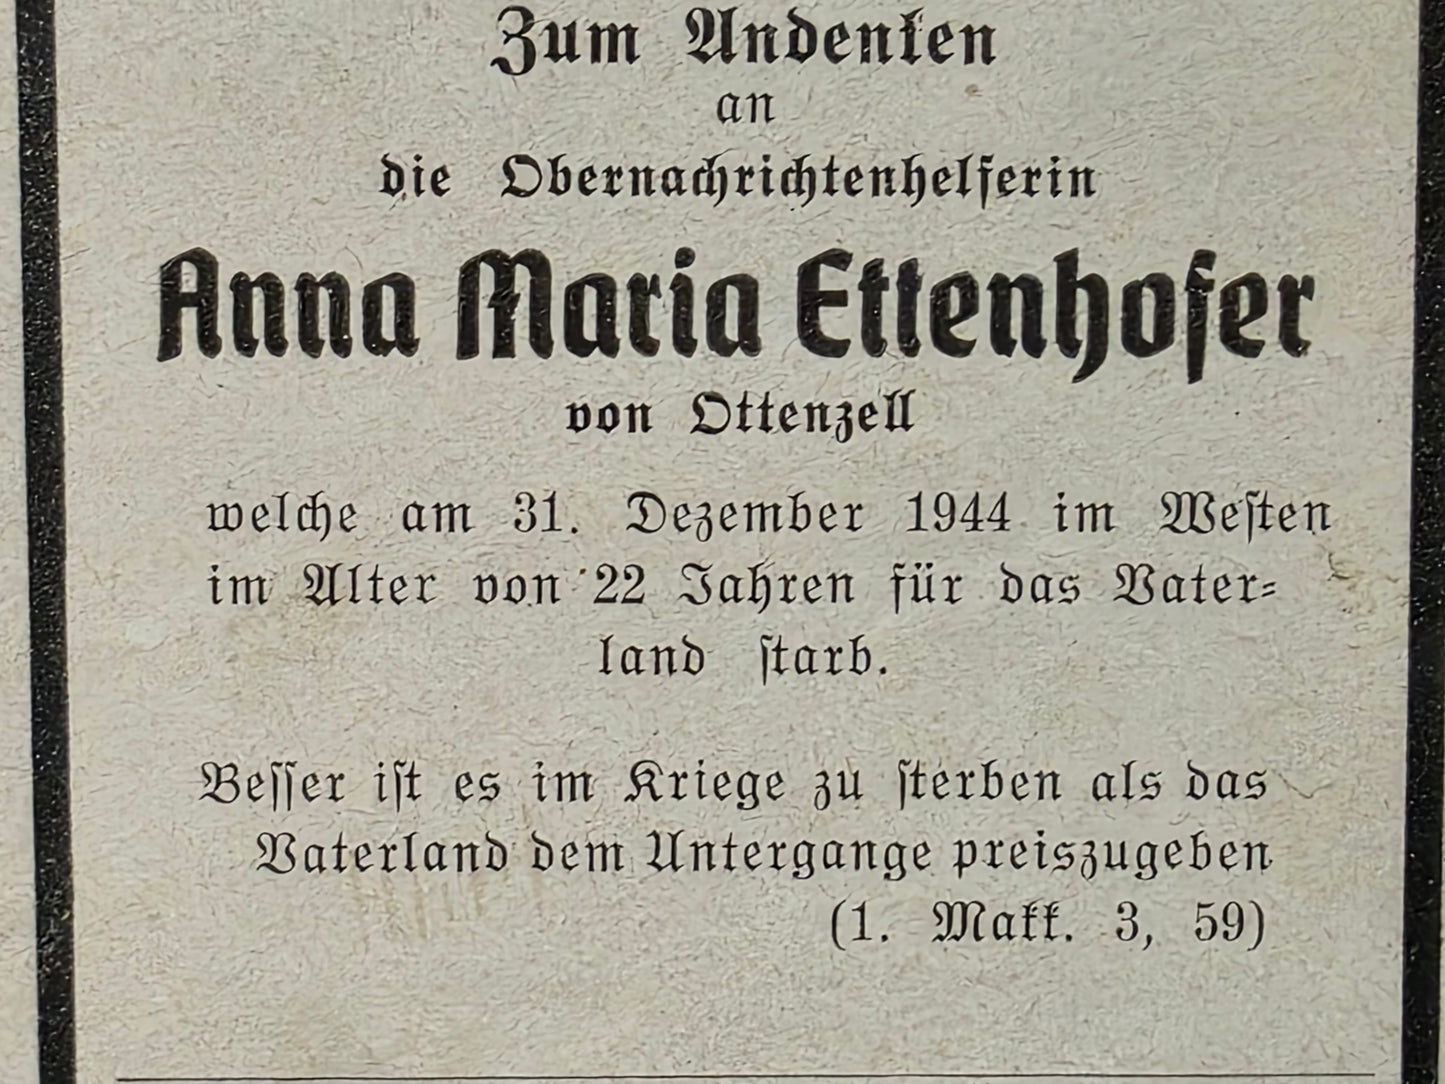 Zum Andenken
an
die Obernachrichtenhelferin
Anna Maria Ettenhofer
von Ottenzell
welche am 31. Dezember 1944 im Westen
im Alter von 22 Jahren für das Vater-
land starb.
Besser ist es im Kriege zu sterben als das
Vaterland dem Untergange preiszugeben
(1. Makk. 3, 59)